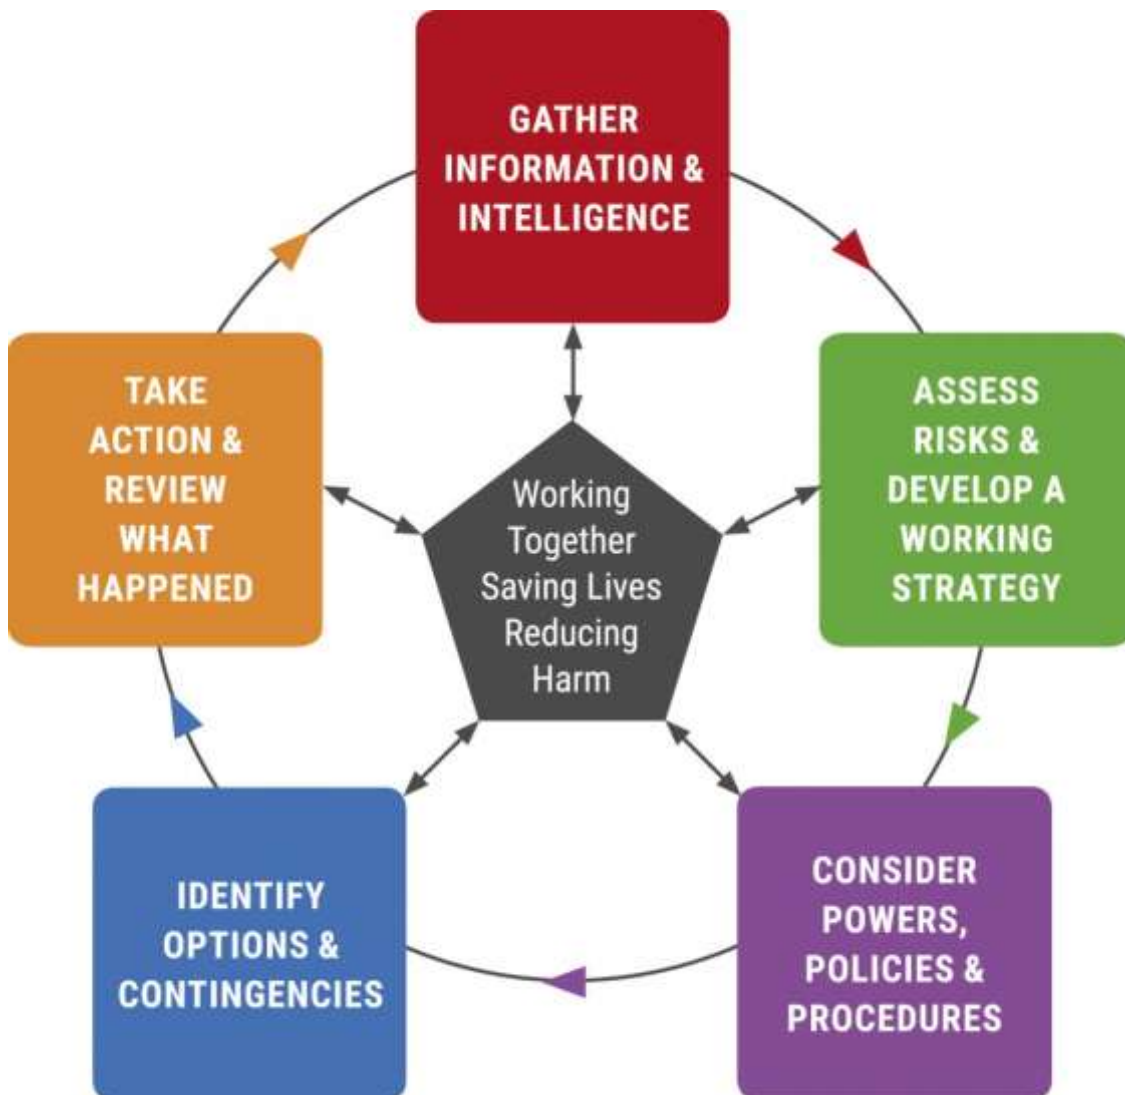 GATHER
INFORMATION &
INTELLIGENCE
TAKE
ACTION &
REVIEW
WHAT
HAPPENED
Working
Together
Saving Lives
Reducing
Harm
ASSESS
RISKS &
DEVELOP A
WORKING
STRATEGY
IDENTIFY
OPTIONS &
CONTINGENCIES
CONSIDER
POWERS,
POLICIES &
PROCEDURES